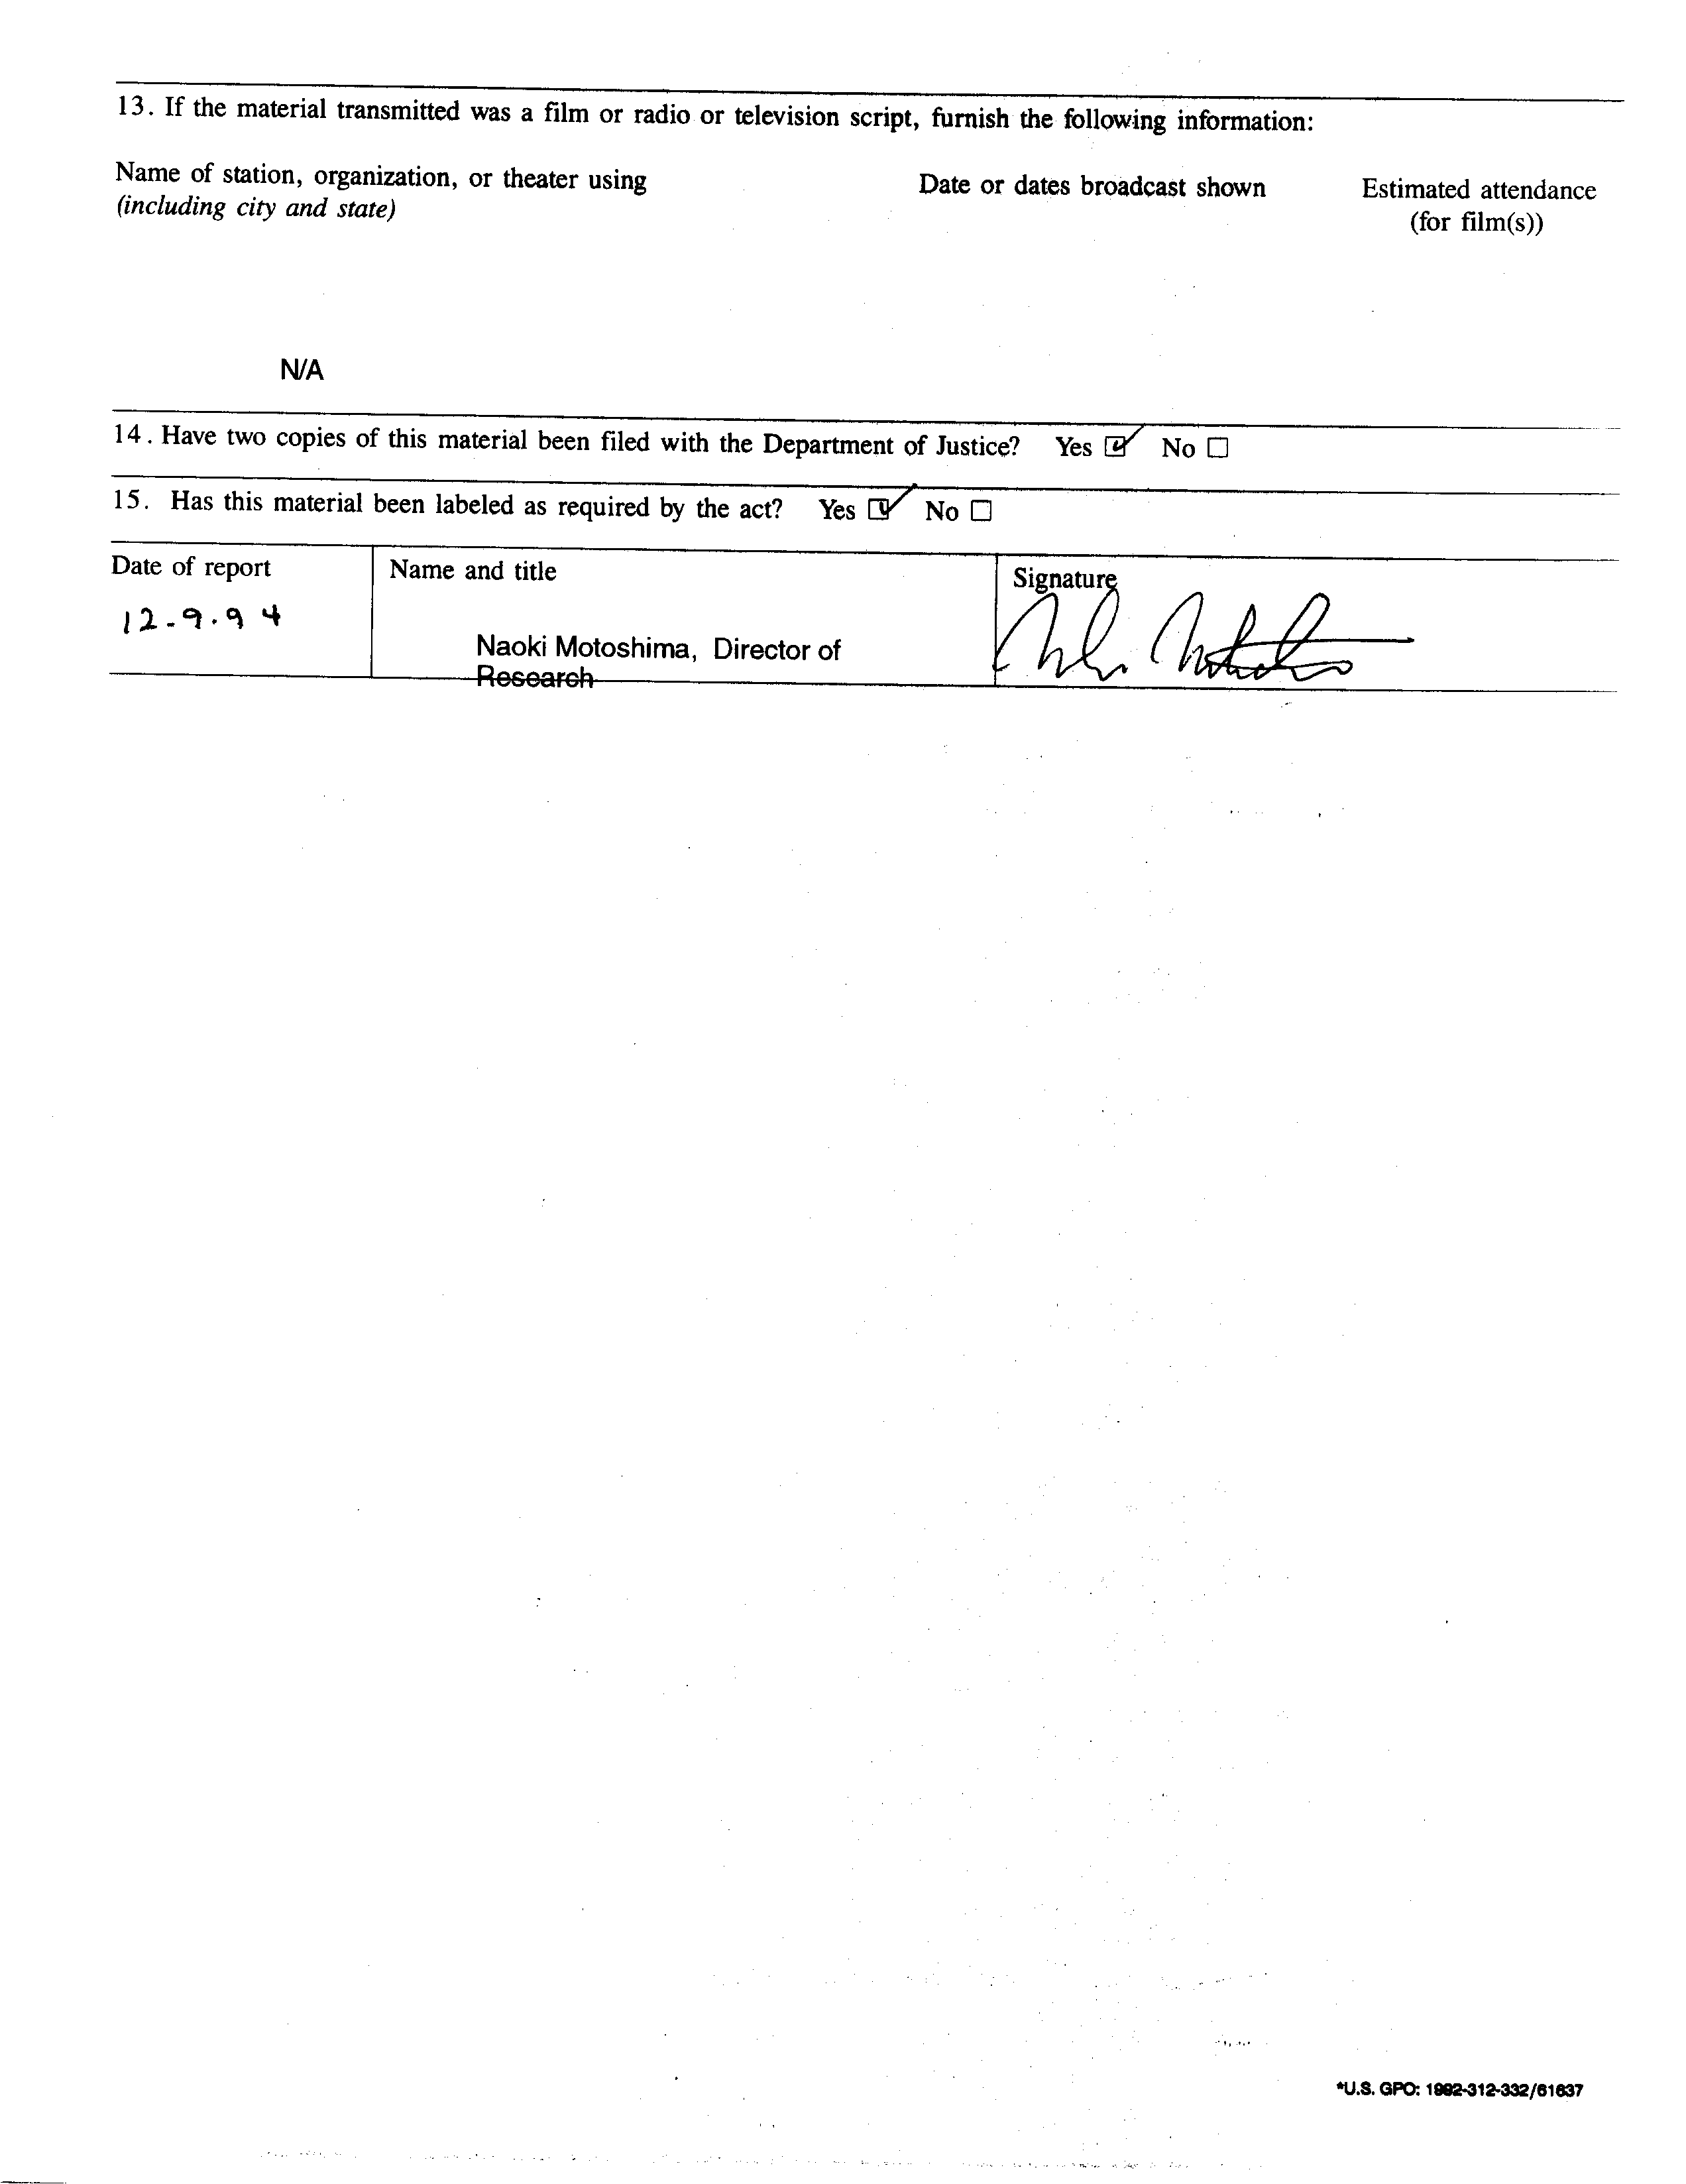 13. If the material transmitted was a film or radio or television script, furnish the following information:
Name of station, organization, or theater using
(including city and state)
Date or dates broadcast shown
Estimated attendance
(for film(s))
N/A
14. Have two copies of this material been filed with the Department of Justice? Yes ☑ No ☐
15. Has this material been labeled as required by the act? Yes ☑ No ☐
Date of report
12-9-94
Name and title
Naoki Motoshima, Director of
Research
Signature
*U.S. GPO: 1992-312-332/61637